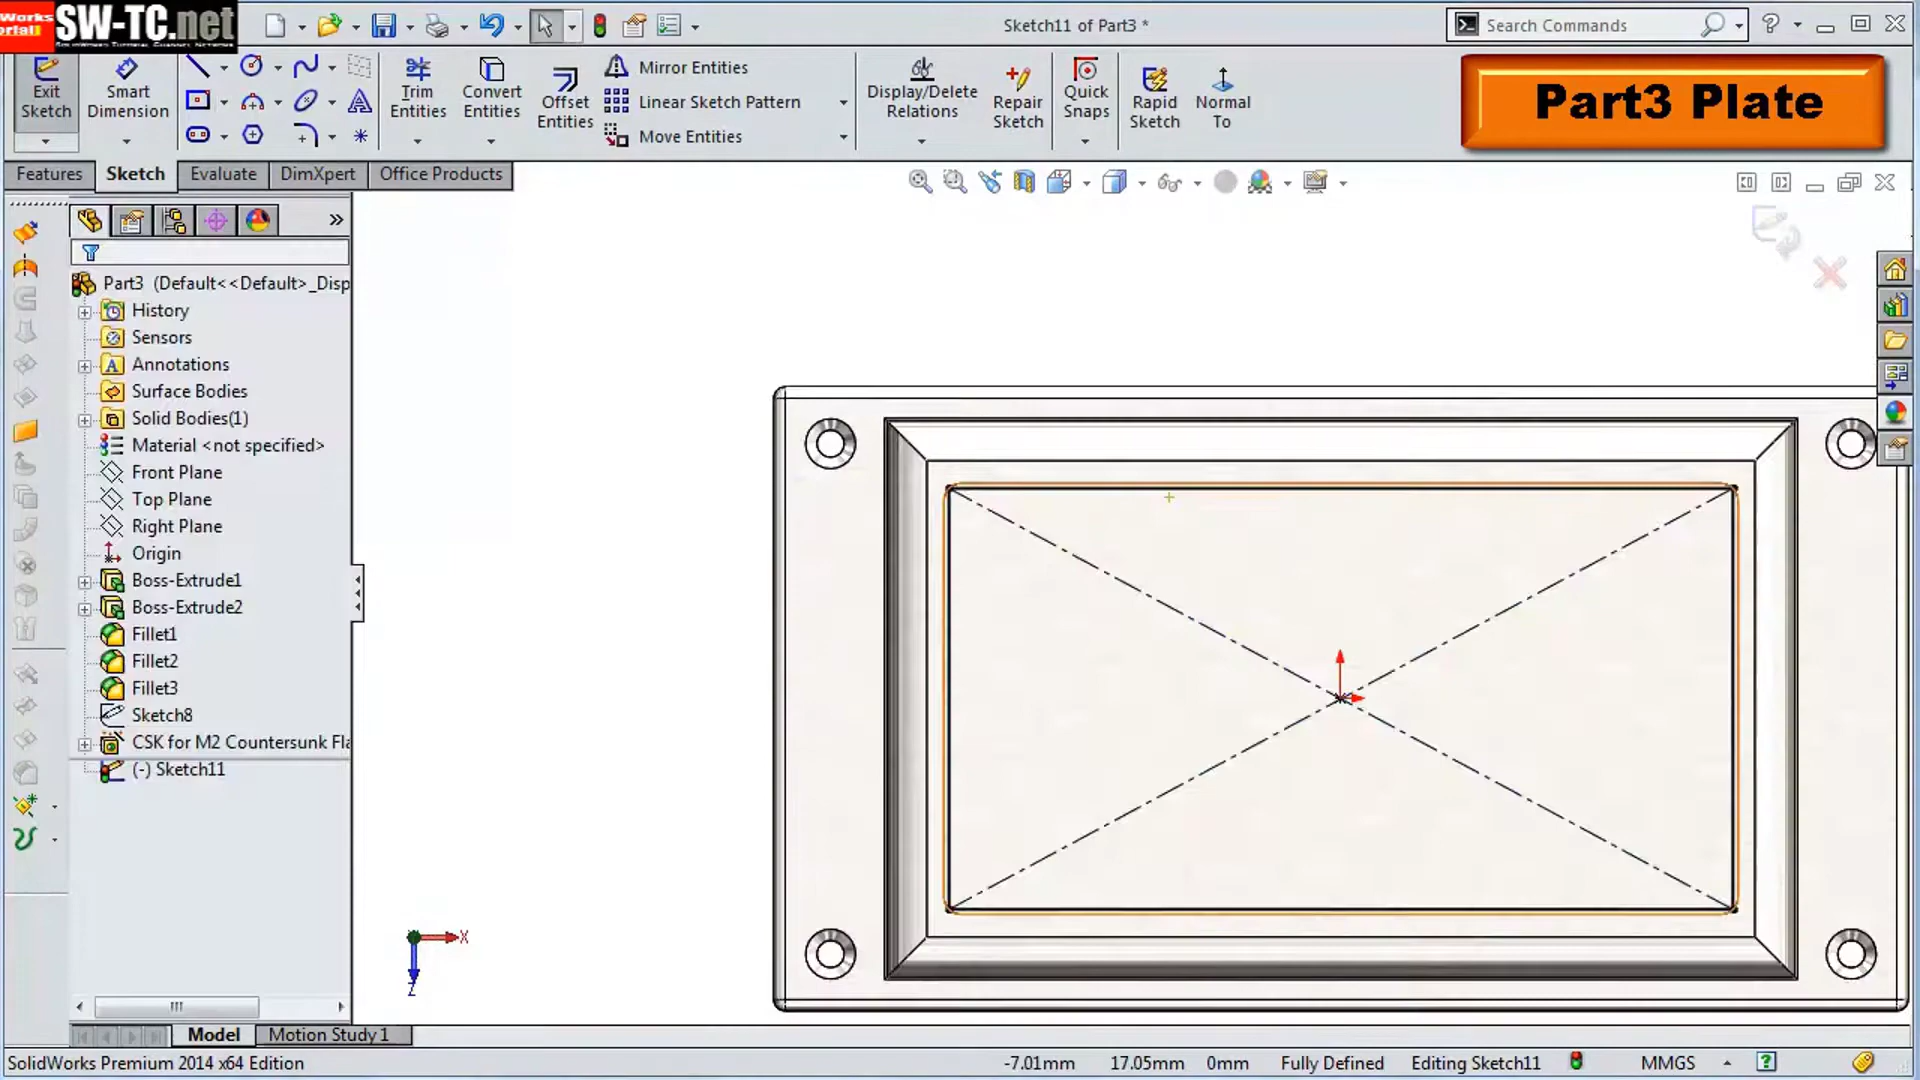 Works
orial
SW-TC.net
Sketch11 of Part3 *
Search Commands
Exit Sketch
Smart Dimension
Trim Entities
Convert Entities
Offset Entities
Mirror Entities
Linear Sketch Pattern
Move Entities
Display/Delete Relations
Repair Sketch
Quick Snaps
Rapid Sketch
Normal To
Part3 Plate
Features
Sketch
Evaluate
DimXpert
Office Products
Part3 (Default<<Default>_Disp
History
Sensors
Annotations
Surface Bodies
Solid Bodies(1)
Material <not specified>
Front Plane
Top Plane
Right Plane
Origin
Boss-Extrude1
Boss-Extrude2
Fillet1
Fillet2
Fillet3
Sketch8
CSK for M2 Countersunk Fla
(-) Sketch11
X
Z
Model
Motion Study 1
SolidWorks Premium 2014 x64 Edition
-7.01mm
17.05mm
0mm
Fully Defined
Editing Sketch11
MMGS